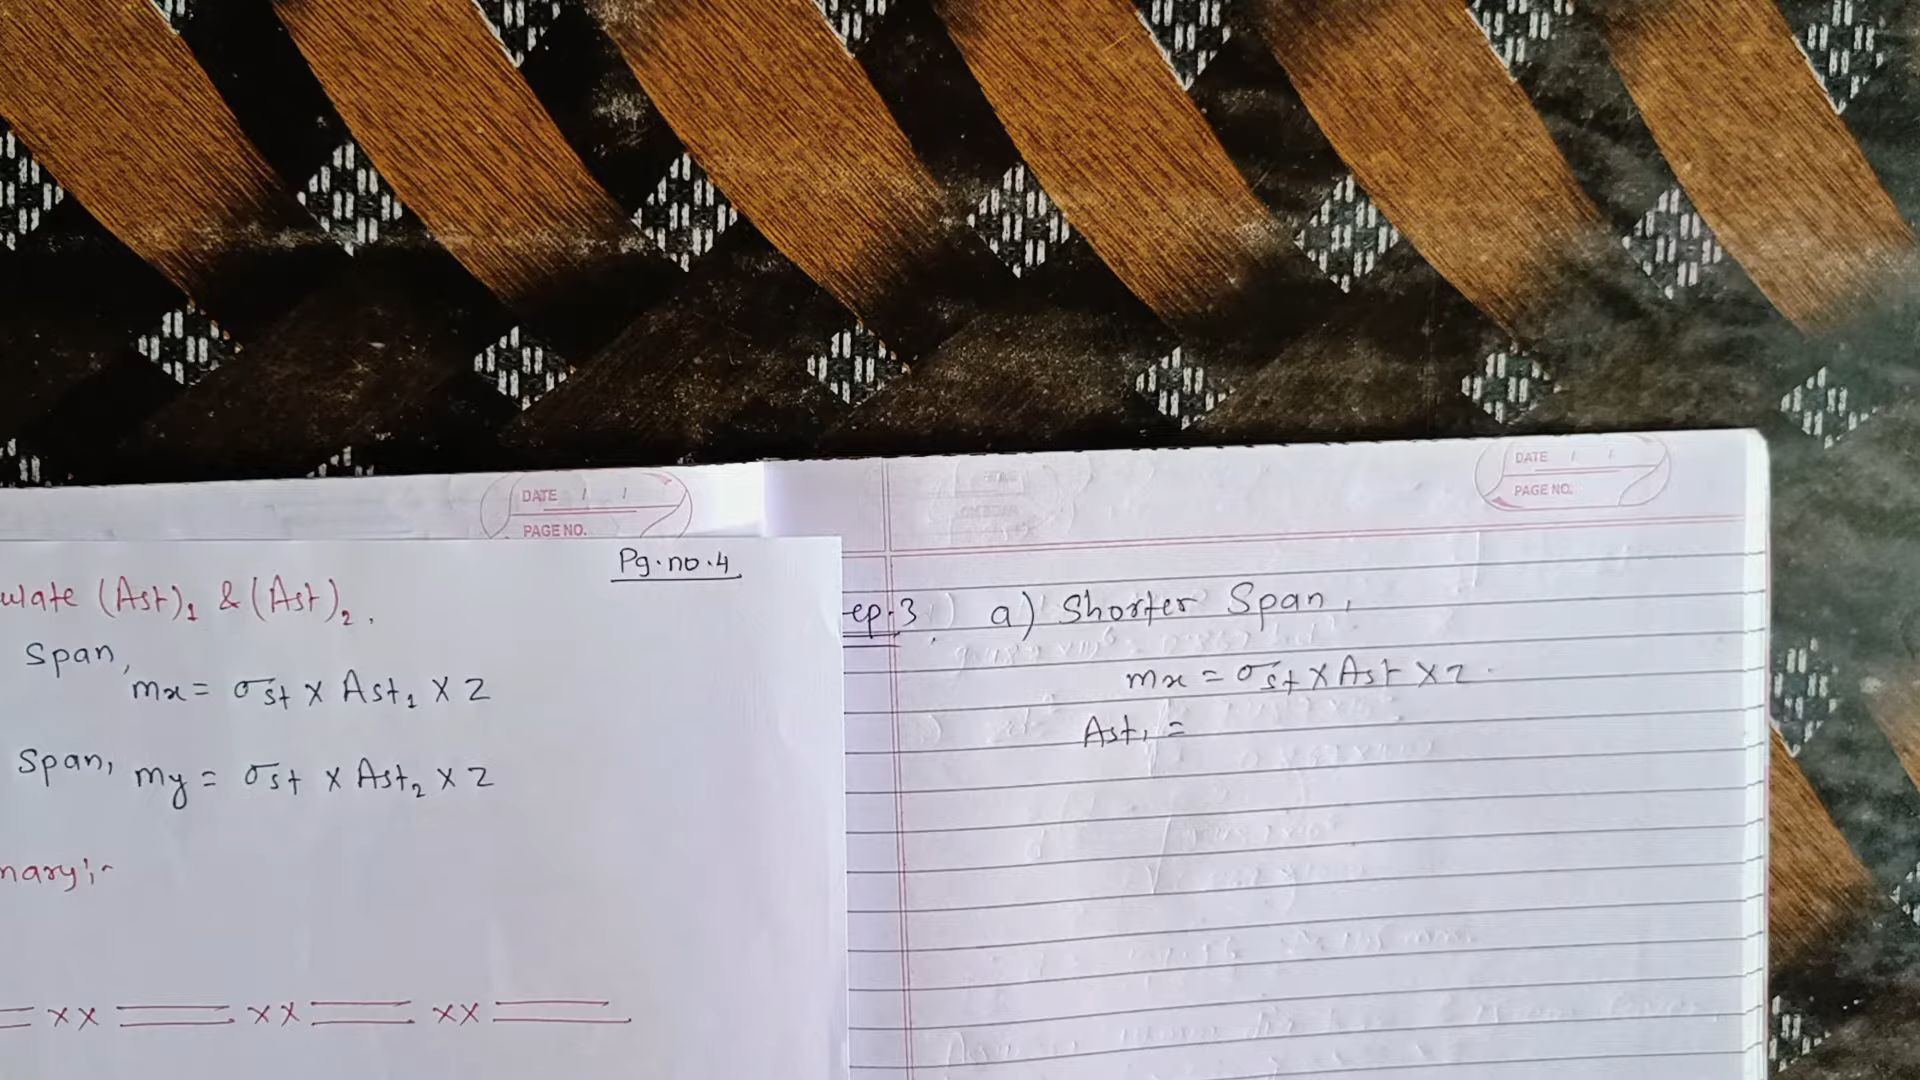 DATE / /
PAGE NO.
Pg.no.4
ulate (Ast)₁ & (Ast)₂,
Span,
mx = σst x Ast₁ x z
Span, my = σst x Ast₂ x z
nary:-
= xx == xx == xx ==
DATE / /
PAGE NO.
ep:3 a) Shorter Span,
mx = σst x Ast x z.
Ast₁ =